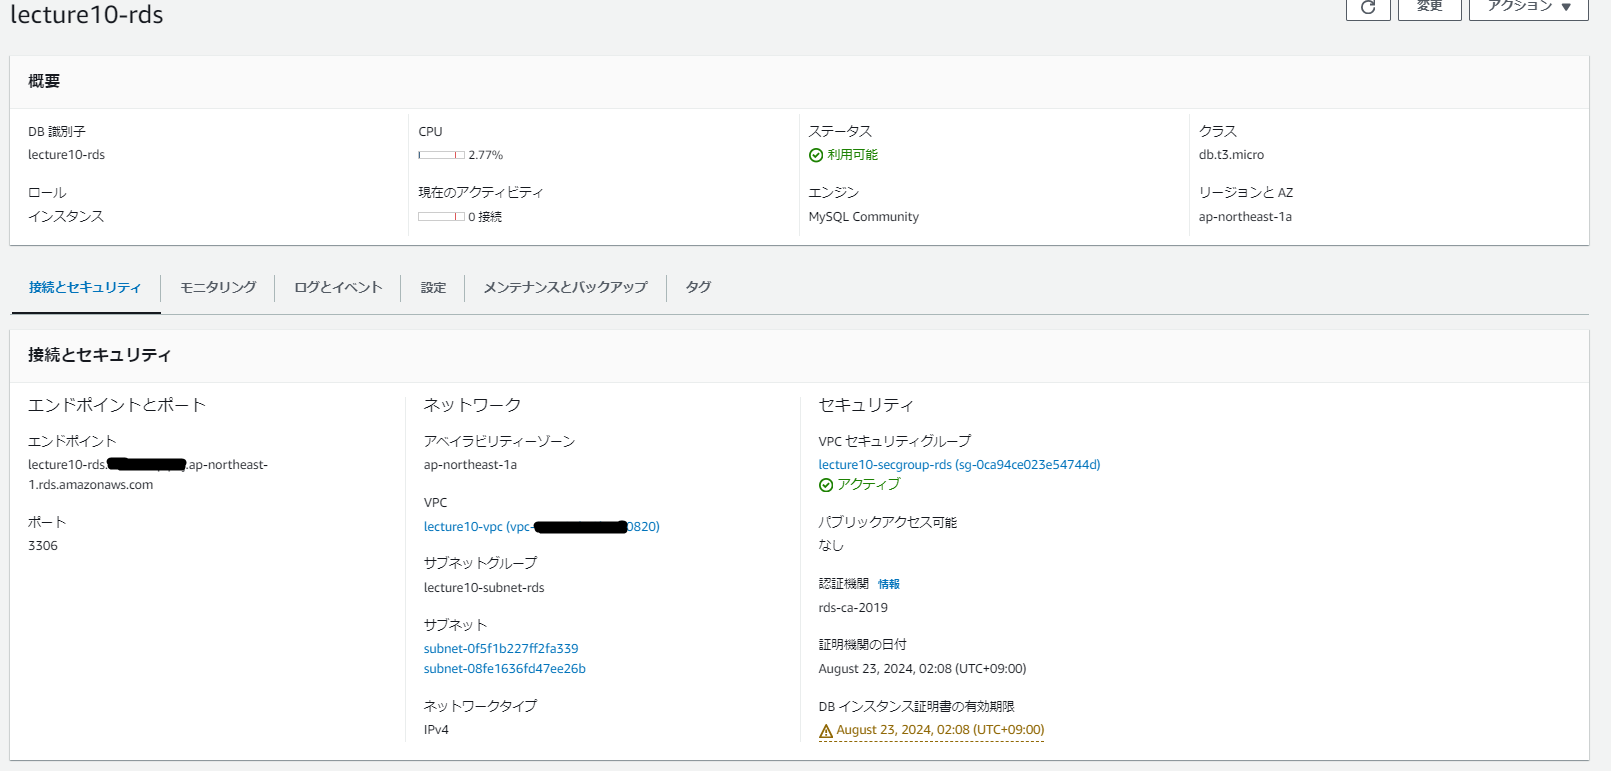 lecture10-rds
変更
アクション
概要
DB 識別子
lecture10-rds
ロール
インスタンス
CPU
2.77%
現在のアクティビティ
0 接続
ステータス
利用可能
エンジン
MySQL Community
クラス
db.t3.micro
リージョンと AZ
ap-northeast-1a
接続とセキュリティ
モニタリング
ログとイベント
設定
メンテナンスとバックアップ
タグ
接続とセキュリティ
エンドポイントとポート
エンドポイント
lecture10-rds. .ap-northeast-
1.rds.amazonaws.com
ポート
3306
ネットワーク
アベイラビリティーゾーン
ap-northeast-1a
VPC
lecture10-vpc (vpc- 0820)
サブネットグループ
lecture10-subnet-rds
サブネット
subnet-0f5f1b227ff2fa339
subnet-08fe1636fd47ee26b
ネットワークタイプ
IPv4
セキュリティ
VPC セキュリティグループ
lecture10-secgroup-rds (sg-0ca94ce023e54744d)
アクティブ
パブリックアクセス可能
なし
認証機関 情報
rds-ca-2019
証明機関の日付
August 23, 2024, 02:08 (UTC+09:00)
DB インスタンス証明書の有効期限
August 23, 2024, 02:08 (UTC+09:00)